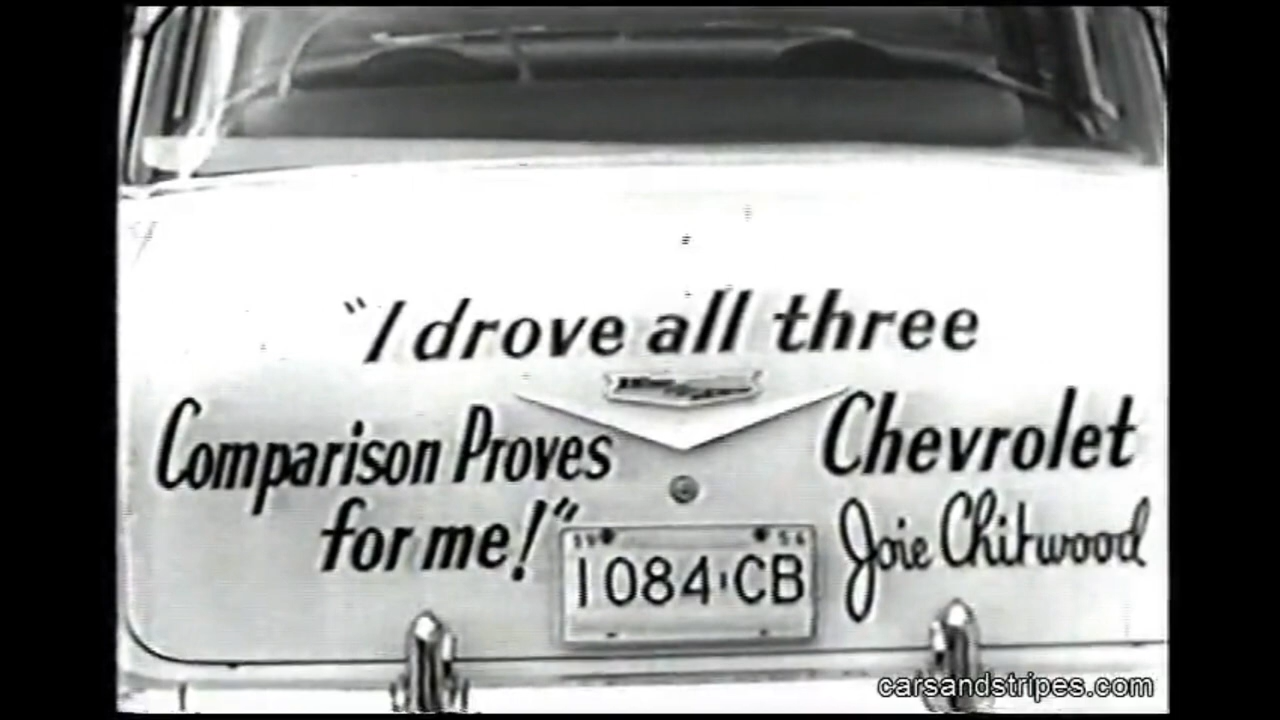 "I drove all three
Comparison Proves Chevrolet
for me!" Joie Chitwood
1084·CB
carsandstripes.com